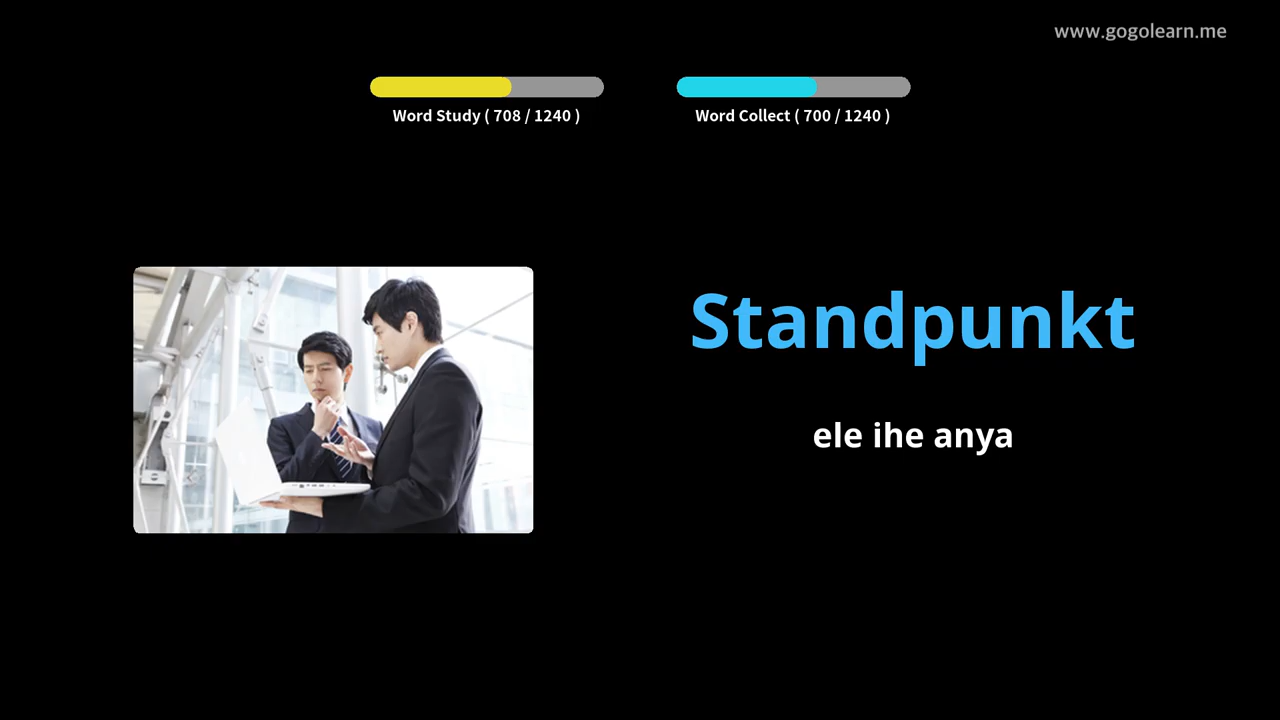 www.gogolearn.me
Word Study ( 708 / 1240 )
Word Collect ( 700 / 1240 )
Standpunkt
ele ihe anya